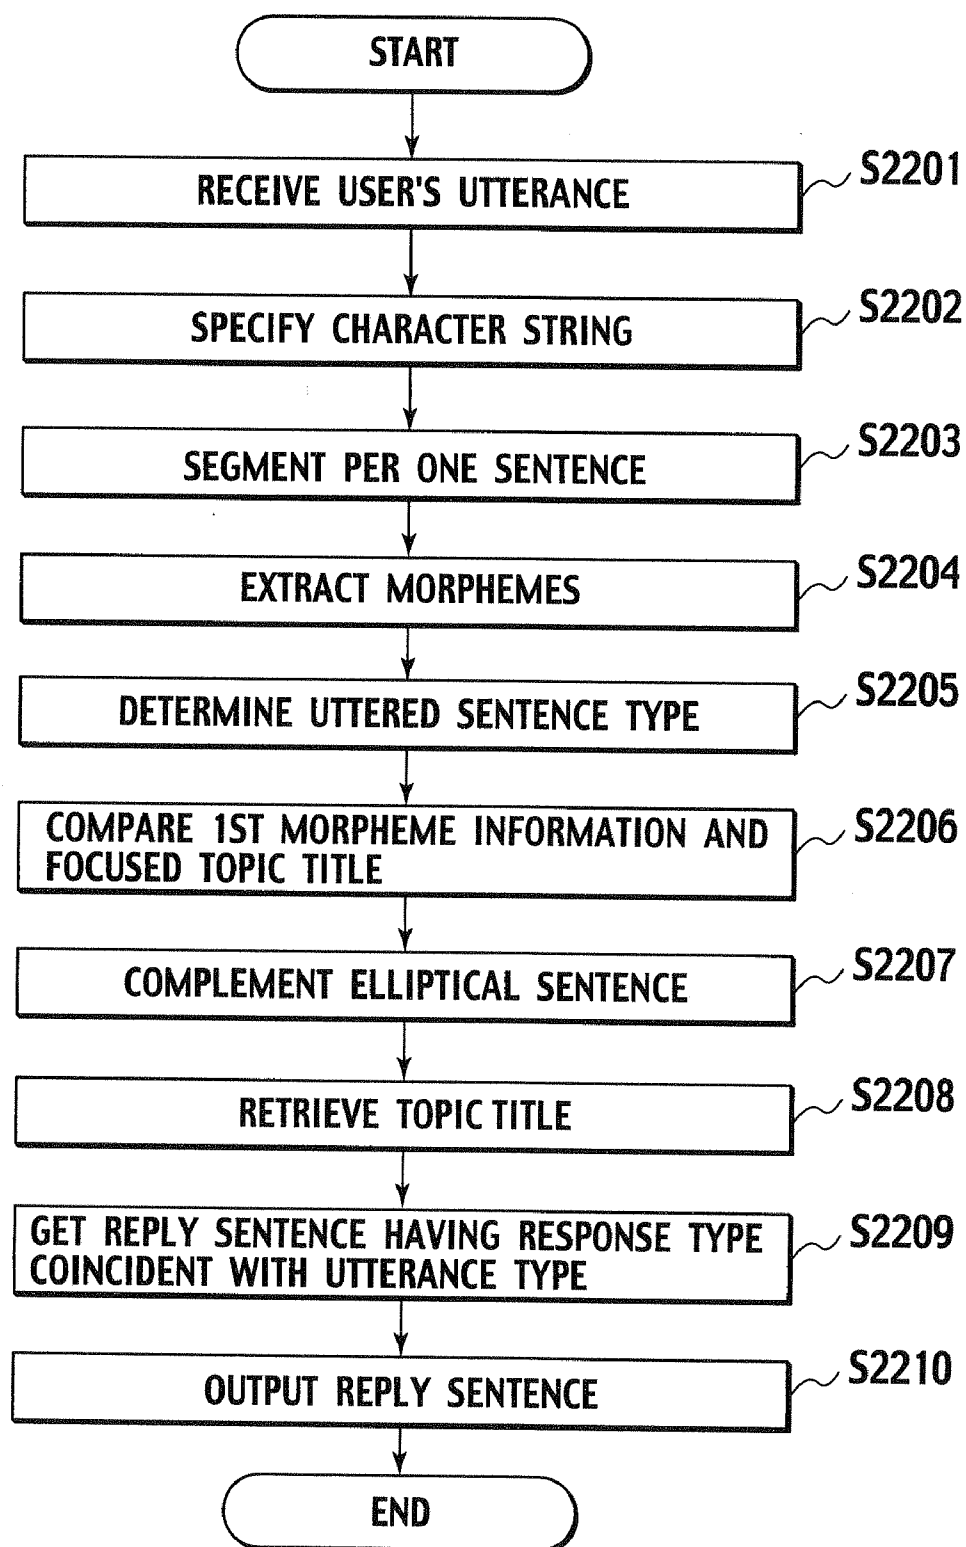 START
RECEIVE USER'S UTTERANCE
S2201
SPECIFY CHARACTER STRING
S2202
SEGMENT PER ONE SENTENCE
S2203
EXTRACT MORPHEMES
S2204
DETERMINE UTTERED SENTENCE TYPE
S2205
COMPARE 1ST MORPHEME INFORMATION AND
FOCUSED TOPIC TITLE
S2206
COMPLEMENT ELLIPTICAL SENTENCE
S2207
RETRIEVE TOPIC TITLE
S2208
GET REPLY SENTENCE HAVING RESPONSE TYPE
COINCIDENT WITH UTTERANCE TYPE
S2209
OUTPUT REPLY SENTENCE
S2210
END